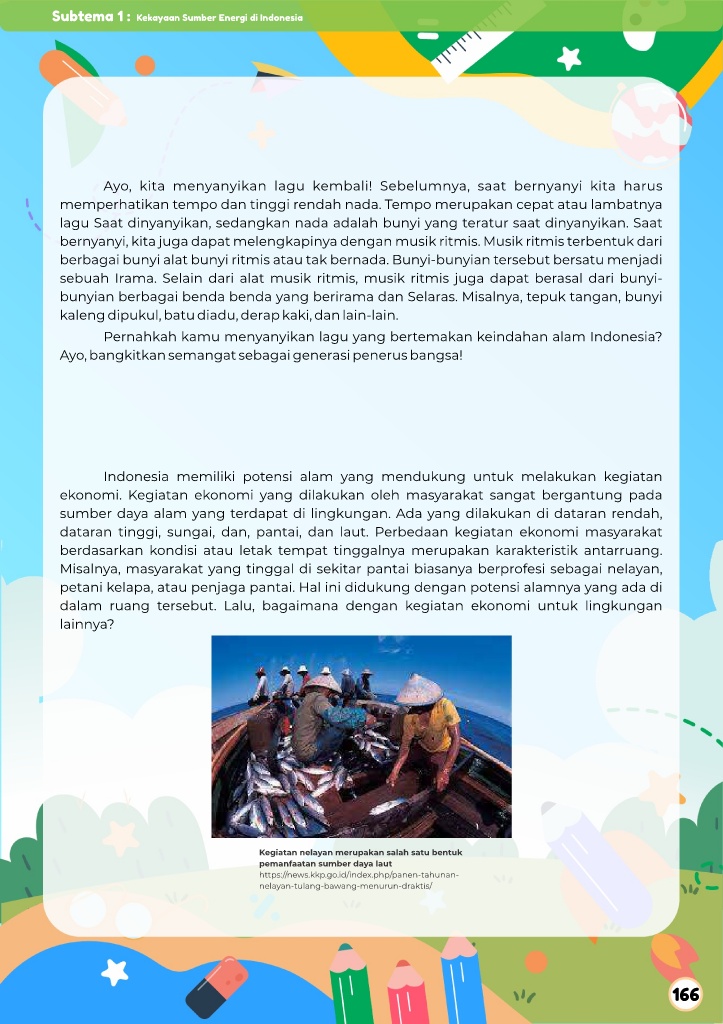 Subtema 1 : Kekayaan Sumber Energi di Indonesia
Ayo, kita menyanyikan lagu kembali! Sebelumnya, saat bernyanyi kita harus
memperhatikan tempo dan tinggi rendah nada. Tempo merupakan cepat atau lambatnya
lagu Saat dinyanyikan, sedangkan nada adalah bunyi yang teratur saat dinyanyikan. Saat
bernyanyi, kita juga dapat melengkapinya dengan musik ritmis. Musik ritmis terbentuk dari
berbagai bunyi alat bunyi ritmis atau tak bernada. Bunyi-bunyian tersebut bersatu menjadi
sebuah Irama. Selain dari alat musik ritmis, musik ritmis juga dapat berasal dari bunyi-
bunyian berbagai benda benda yang berirama dan Selaras. Misalnya, tepuk tangan, bunyi
kaleng dipukul, batu diadu, derap kaki, dan lain-lain.
Pernahkah kamu menyanyikan lagu yang bertemakan keindahan alam Indonesia?
Ayo, bangkitkan semangat sebagai generasi penerus bangsa!
Indonesia memiliki potensi alam yang mendukung untuk melakukan kegiatan
ekonomi. Kegiatan ekonomi yang dilakukan oleh masyarakat sangat bergantung pada
sumber daya alam yang terdapat di lingkungan. Ada yang dilakukan di dataran rendah,
dataran tinggi, sungai, dan, pantai, dan laut. Perbedaan kegiatan ekonomi masyarakat
berdasarkan kondisi atau letak tempat tinggalnya merupakan karakteristik antarruang.
Misalnya, masyarakat yang tinggal di sekitar pantai biasanya berprofesi sebagai nelayan,
petani kelapa, atau penjaga pantai. Hal ini didukung dengan potensi alamnya yang ada di
dalam ruang tersebut. Lalu, bagaimana dengan kegiatan ekonomi untuk lingkungan
lainnya?
Kegiatan nelayan merupakan salah satu bentuk
pemanfaatan sumber daya laut
https://news.kkp.go.id/index.php/panen-tahunan-
nelayan-tulang-bawang-menurun-draktis/
166